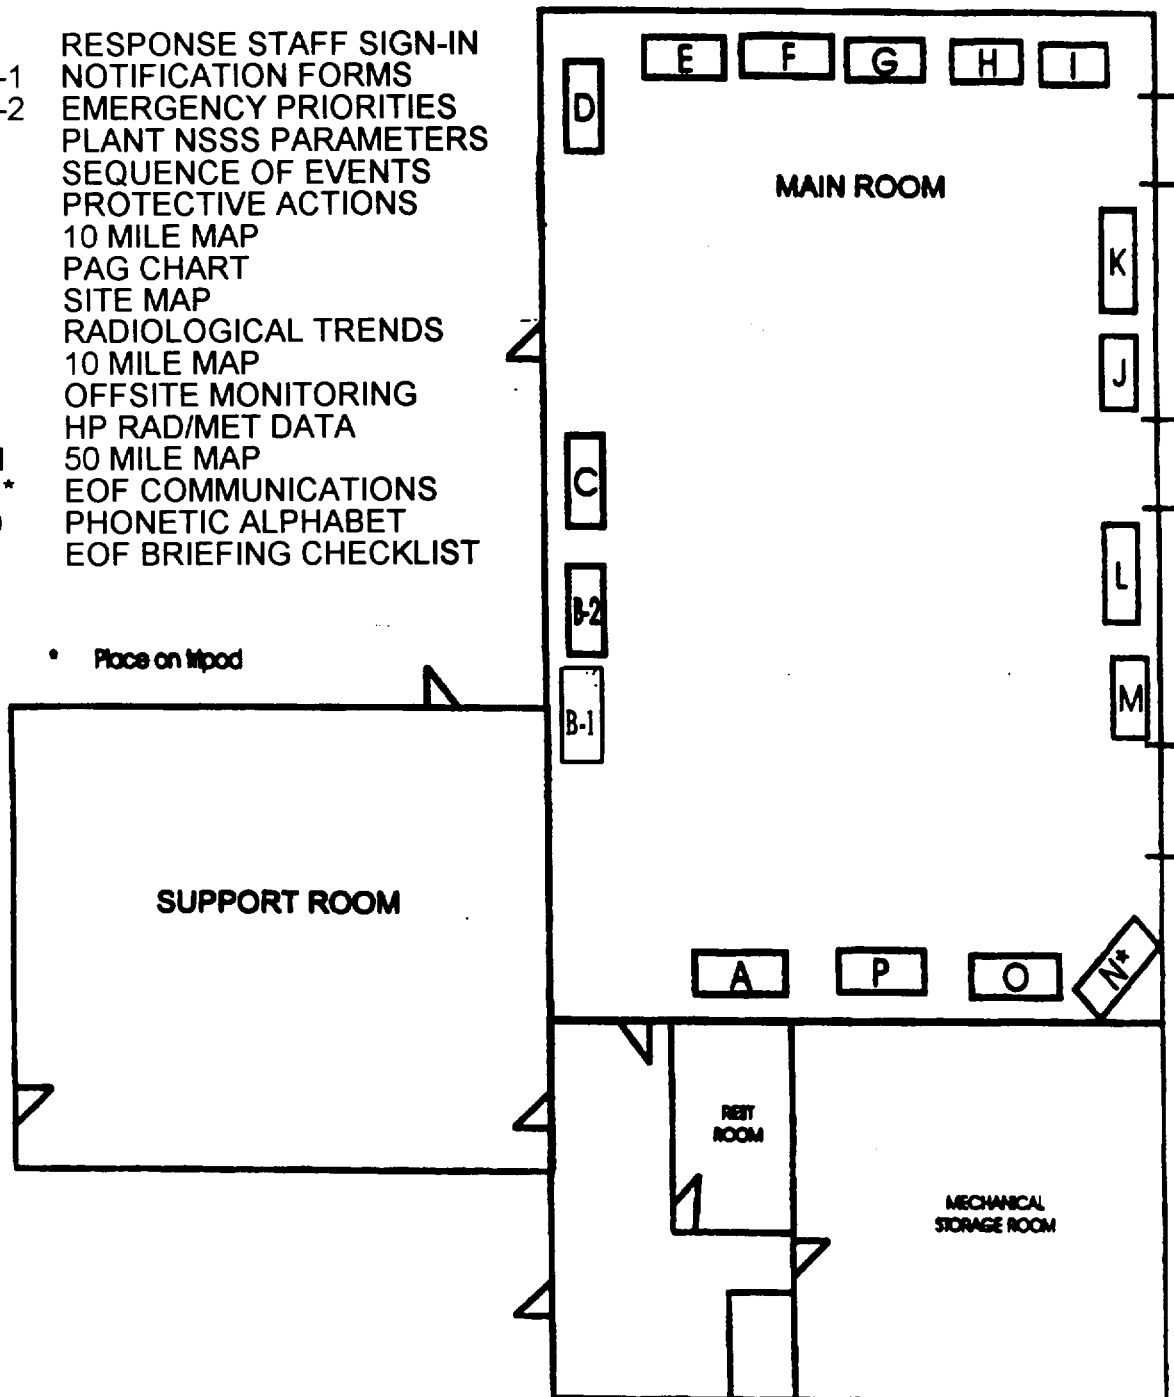 RESPONSE STAFF SIGN-IN
-1 NOTIFICATION FORMS
-2 EMERGENCY PRIORITIES
PLANT NSSS PARAMETERS
SEQUENCE OF EVENTS
PROTECTIVE ACTIONS
10 MILE MAP
PAG CHART
SITE MAP
RADIOLOGICAL TRENDS
10 MILE MAP
OFFSITE MONITORING
HP RAD/MET DATA
50 MILE MAP
* EOF COMMUNICATIONS
PHONETIC ALPHABET
EOF BRIEFING CHECKLIST
* Place on tripod
E F G H I
D
MAIN ROOM
K
J
C
L
B-2
M
B-1
SUPPORT ROOM
A P O N*
REST
ROOM
MECHANICAL
STORAGE ROOM